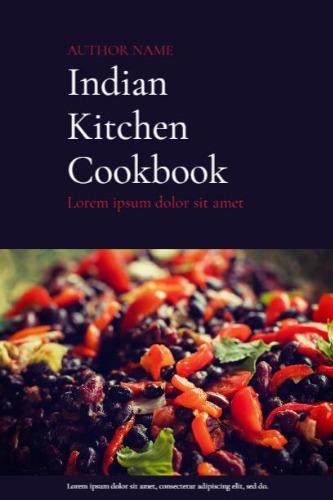 AUTHOR NAME
Indian
Kitchen
Cookbook
Lorem ipsum dolor sit amet
Lorem ipsum dolor sit amet, consectetur adipiscing elit, sed do.